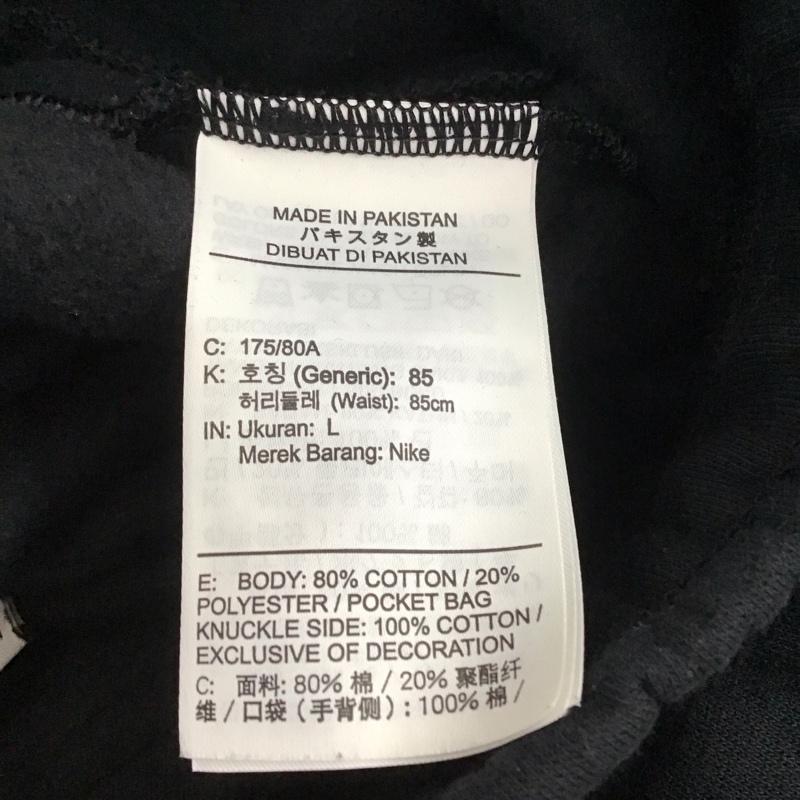 MADE IN PAKISTAN
パキスタン製
DIBUAT DI PAKISTAN
C: 175/80A
K: 호칭 (Generic): 85
허리둘레 (Waist): 85cm
IN: Ukuran: L
Merek Barang: Nike
E: BODY: 80% COTTON / 20%
POLYESTER / POCKET BAG
KNUCKLE SIDE: 100% COTTON /
EXCLUSIVE OF DECORATION
C: 面料: 80% 棉 / 20% 聚酯纤
维 / 口袋 (手背侧) : 100% 棉 /